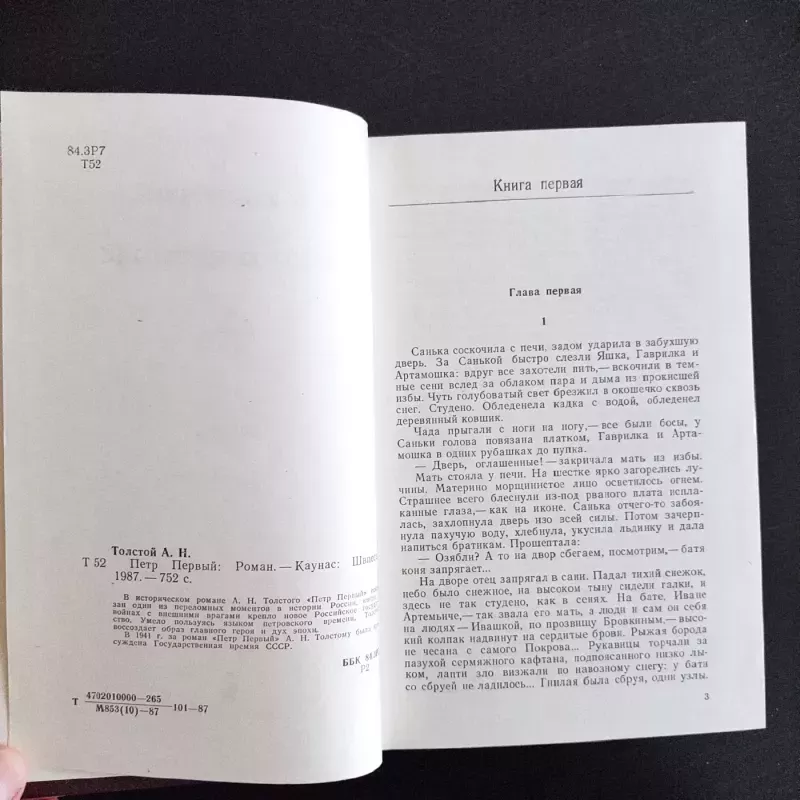 84.3Р7
Т52
Толстой А. Н.
Т 52 Петр Первый: Роман. — Каунас:
1987. — 752 с.
В историческом романе А. Н. Толстого «Петр Первый»
зан один из переломных моментов в истории России,
войнах с внешними врагами крепло новое Российское
во. Умело пользуясь языком петровского времени,
воссоздает образ главного героя и дух эпохи.
В 1941 г. за роман «Петр Первый» А. Н. Толстому
суждена Государственная премия СССР.
ББК
Р2
Т 4702010000—265
М853(10)—87 —101—87
Книга первая
Глава первая
1
Санька соскочила с печи, задом ударила в забухшую
дверь. За Санькой быстро слезли Яшка, Гаврилка и
Артамошка: вдруг все захотели пить,— вскочили в тем-
ные сени вслед за облаком пара и дыма из прокисшей
избы. Чуть голубоватый свет брезжил в окошечко сквозь
снег. Студено. Обледенела кадка с водой, обледенел
деревянный ковшик.
Чада прыгали с ноги на ногу,— все были босы, у
Саньки голова повязана платком, Гаврилка и Арта-
мошка в одних рубашках до пупка.
— Дверь, оглашенные! — закричала мать из избы.
Мать стояла у печи. На шестке ярко загорелись лу-
чины. Материно морщинистое лицо осветилось огнем.
Страшнее всего блеснули из-под рваного плата испла-
канные глаза,— как на иконе. Санька отчего-то забоя-
лась, захлопнула дверь изо всей силы. Потом зачерп-
нула пахучую воду, хлебнула, укусила льдинку и дала
напиться братикам. Прошептала:
— Озябли? А то на двор сбегаем, посмотрим,— батя
коня запрягает...
На дворе отец запрягал в сани. Падал тихий снежок,
небо было снежное, на высоком тыну сидели галки, и
здесь не так студено, как в сенях. На бате, Иване
Артемьиче,— так звала его мать, а люди и сам он себя
на людях — Ивашкой, по прозвищу Бровкиным,— высо-
кий колпак надвинут на сердитые брови. Рыжая борода
не чесана с самого Покрова... Рукавицы торчали за
пазухой сермяжного кафтана, подпоясанного низко лы-
ком, лапти зло визжали по навозному снегу: у бати
со сбруей не ладилось... Гнилая была сбруя, одни узлы.
3